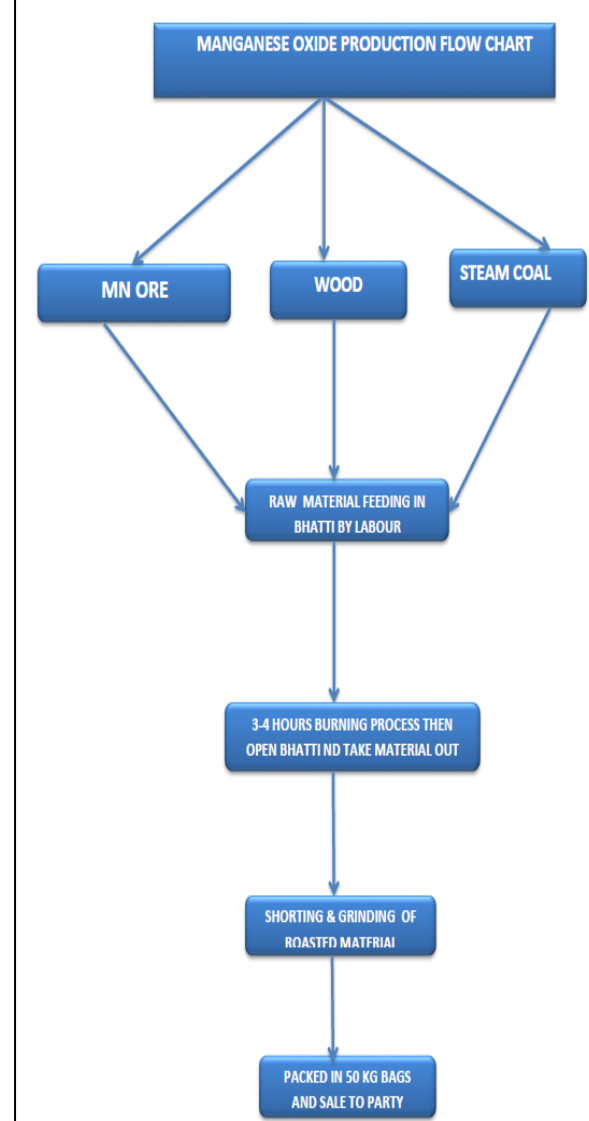 MANGANESE OXIDE PRODUCTION FLOW CHART
MN ORE
WOOD
STEAM COAL
RAW MATERIAL FEEDING IN
BHATTI BY LABOUR
3-4 HOURS BURNING PROCESS THEN
OPEN BHATTI ND TAKE MATERIAL OUT
SHORTING & GRINDING OF
ROASTED MATERIAL
PACKED IN 50 KG BAGS
AND SALE TO PARTY